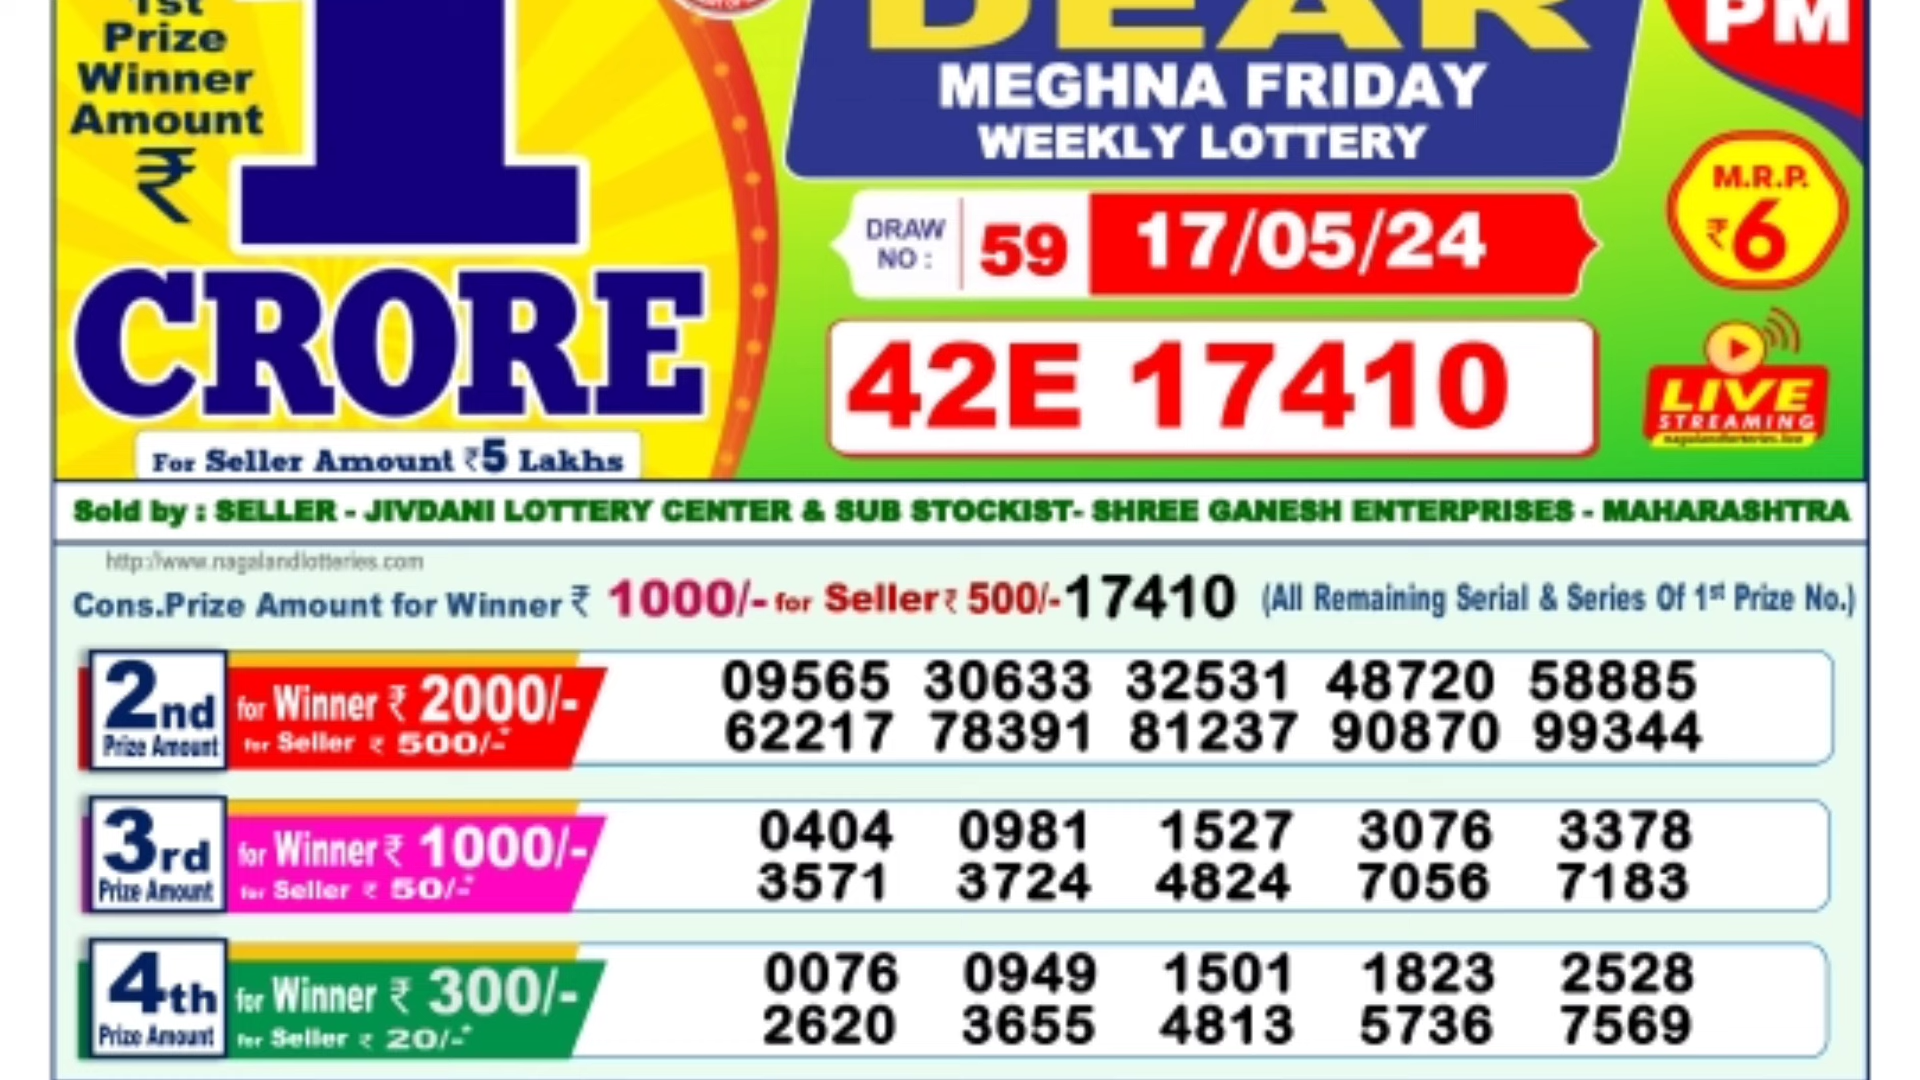 1st
Prize
Winner
Amount
₹
1
CRORE
For Seller Amount ₹5 Lakhs
DEAR
MEGHNA FRIDAY
WEEKLY LOTTERY
PM
DRAW NO : 59 17/05/24
M.R.P.
₹6
42E 17410
LIVE
STREAMING
nagalandlotteries.live
Sold by : SELLER - JIVDANI LOTTERY CENTER & SUB STOCKIST- SHREE GANESH ENTERPRISES - MAHARASHTRA
http://www.nagalandlotteries.com
Cons.Prize Amount for Winner ₹ 1000/- for Seller ₹ 500/- 17410 (All Remaining Serial & Series Of 1st Prize No.)
2nd
Prize Amount
for Winner ₹ 2000/-
for Seller ₹ 500/-*
09565 30633 32531 48720 58885
62217 78391 81237 90870 99344
3rd
Prize Amount
for Winner ₹ 1000/-
for Seller ₹ 50/-*
0404 0981 1527 3076 3378
3571 3724 4824 7056 7183
4th
Prize Amount
for Winner ₹ 300/-
for Seller ₹ 20/-*
0076 0949 1501 1823 2528
2620 3655 4813 5736 7569